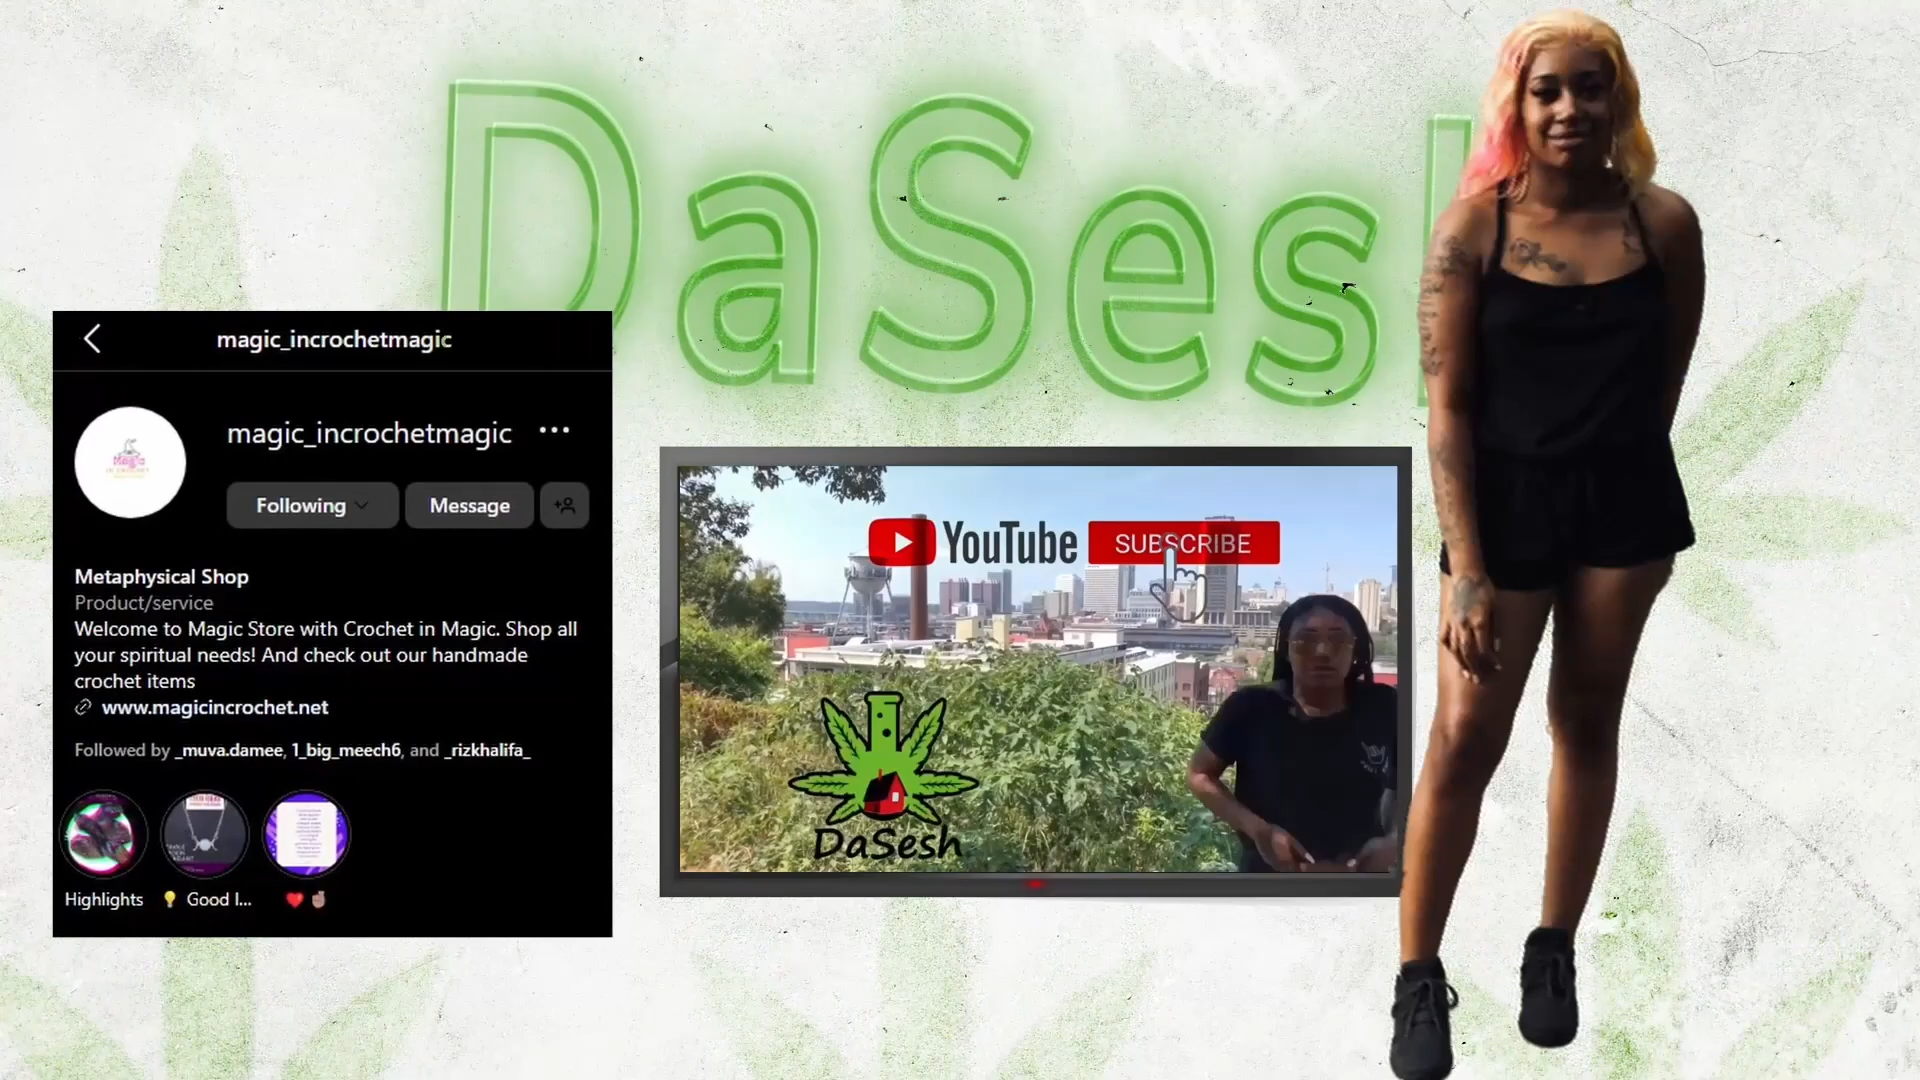 DaSesh
magic_incrochetmagic
magic_incrochetmagic
Following
Message
Metaphysical Shop
Product/service
Welcome to Magic Store with Crochet in Magic. Shop all
your spiritual needs! And check out our handmade
crochet items
www.magicincrochet.net
Followed by _muva.damee, 1_big_meech6, and _rizkhalifa_
Highlights
Good I...
YouTube
SUBSCRIBE
DaSesh